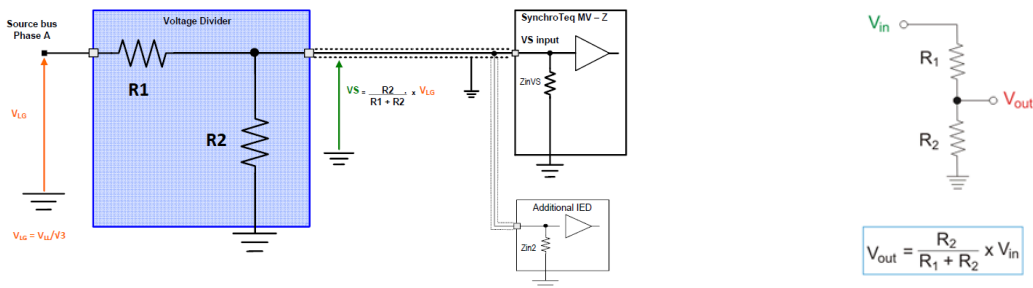 Source bus
Phase A
Voltage Divider
R1
R2
VLG
VLG = VLL/√3
VS = R2 / R1 + R2 x VLG
SynchroTeq MV – Z
VS input
ZinVS
Additional IED
Zin2
Vin
R1
Vout
R2
Vout = R2 / R1 + R2 x Vin